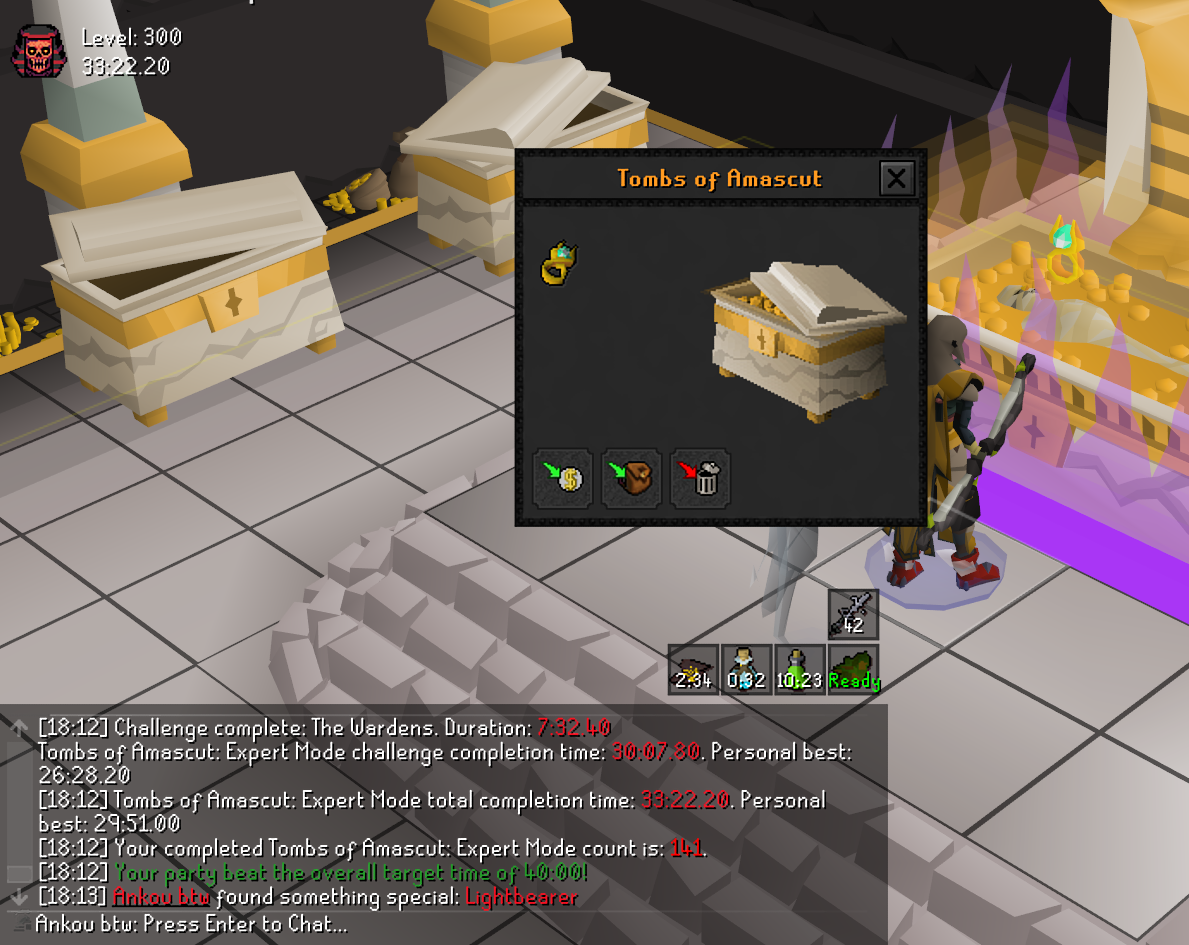 Level: 300
33:22.20
Tombs of Amascut
42
2:34
0:32
10:23
Ready
[18:12] Challenge complete: The Wardens. Duration: 7:32.40
Tombs of Amascut: Expert Mode challenge completion time: 30:07.80. Personal best:
26:28.20
[18:12] Tombs of Amascut: Expert Mode total completion time: 33:22.20. Personal
best: 29:51.00
[18:12] Your completed Tombs of Amascut: Expert Mode count is: 141.
[18:12] Your party beat the overall target time of 40:00!
[18:13] Ankou btw found something special: Lightbearer
Ankou btw: Press Enter to Chat...